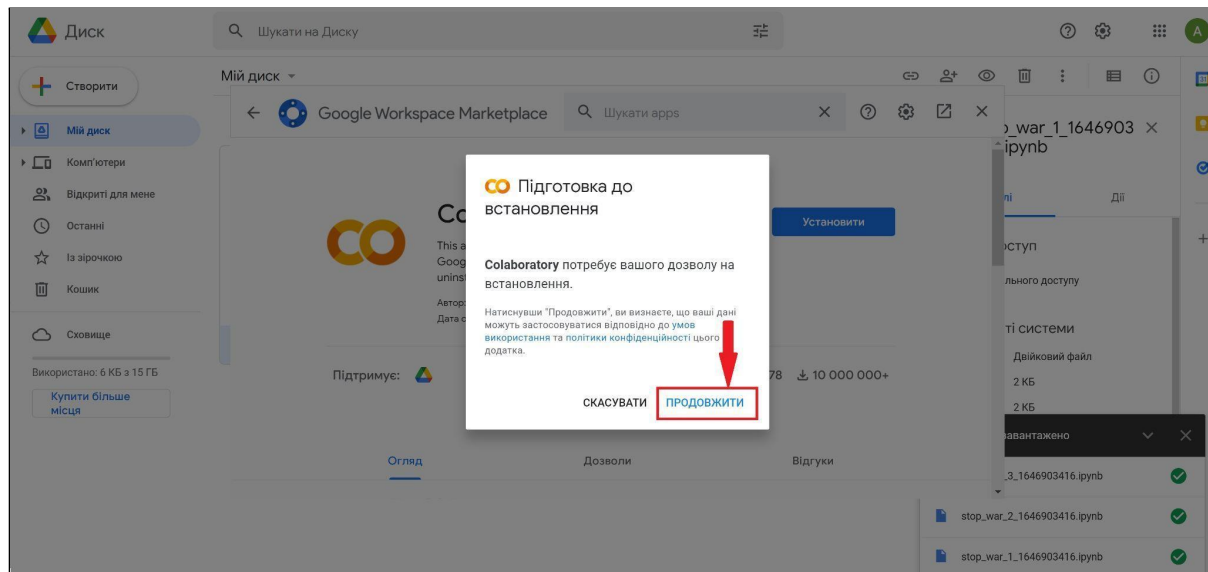 Диск
Шукати на Диску
A
Створити
Мій диск
Google Workspace Marketplace
Шукати apps
Мій диск
Комп'ютери
Відкриті для мене
Останні
Із зірочкою
Кошик
Сховище
Використано: 6 КБ з 15 ГБ
Купити більше
місця
Підготовка до
встановлення
Colaboratory потребує вашого дозволу на
встановлення.
Натиснувши "Продовжити", ви визнаєте, що ваші дані
можуть застосовуватися відповідно до умов
використання та політики конфіденційності цього
додатка.
СКАСУВАТИ
ПРОДОВЖИТИ
Co
Установити
This a
Goog
unins
Автор:
Дата с
Підтримує:
78
10 000 000+
Огляд
Дозволи
Відгуки
_war_1_1646903
ipynb
Дії
льного доступу
ті системи
Двійковий файл
2 КБ
2 КБ
авантажено
_3_1646903416.ipynb
stop_war_2_1646903416.ipynb
stop_war_1_1646903416.ipynb